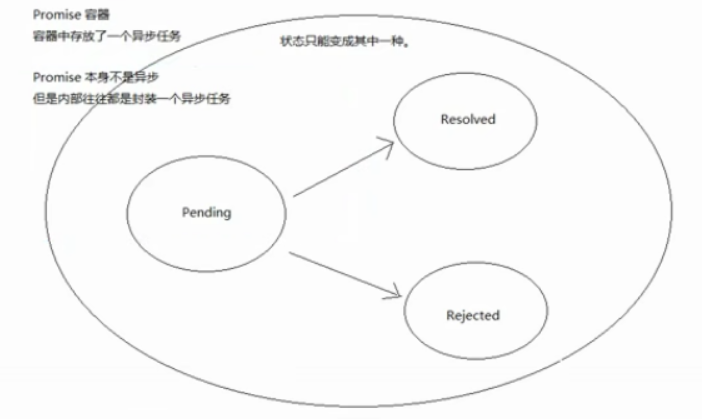 Promise 容器
容器中存放了一个异步任务
状态只能变成其中一种。
Promise 本身不是异步
但是内部往往都是封装一个异步任务
Resolved
Pending
Rejected